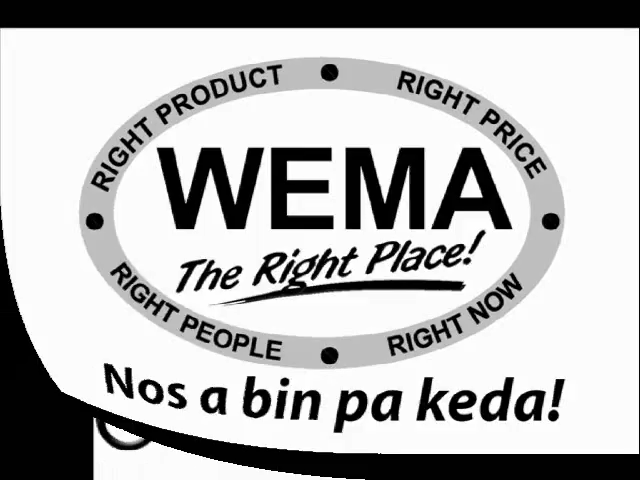 RIGHT PRODUCT
RIGHT PRICE
WEMA
The Right Place!
RIGHT PEOPLE
RIGHT NOW
Nos a bin pa keda!